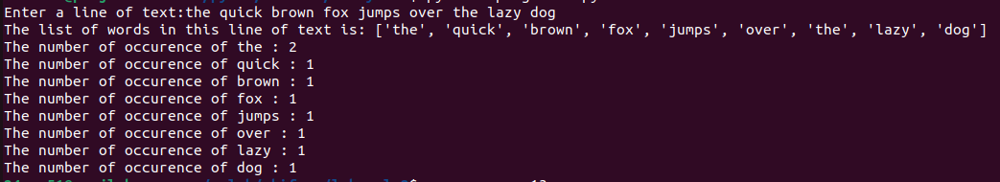 Enter a line of text:the quick brown fox jumps over the lazy dog
The list of words in this line of text is: ['the', 'quick', 'brown', 'fox', 'jumps', 'over', 'the', 'lazy', 'dog']
The number of occurence of the : 2
The number of occurence of quick : 1
The number of occurence of brown : 1
The number of occurence of fox : 1
The number of occurence of jumps : 1
The number of occurence of over : 1
The number of occurence of lazy : 1
The number of occurence of dog : 1